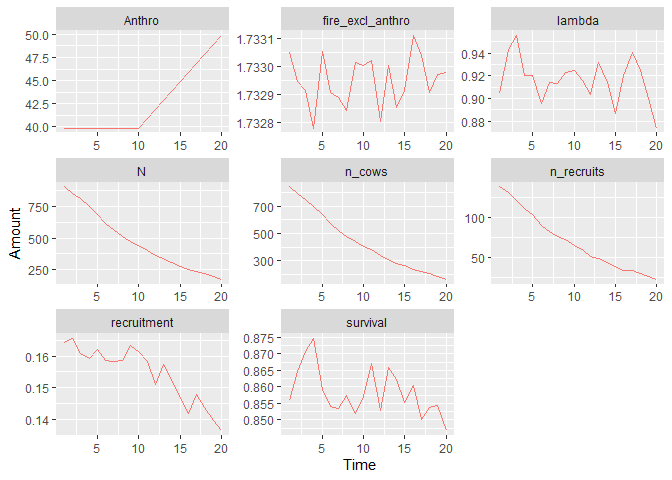 Anthro fire_excl_anthro lambda
50.0
47.5
45.0
42.5
40.0
5 10 15 20
1.7331
1.7330
1.7329
1.7328
5 10 15 20
0.94
0.92
0.90
0.88
5 10 15 20
N n_cows n_recruits
750
500
250
5 10 15 20
700
500
300
5 10 15 20
100
50
5 10 15 20
recruitment survival
0.16
0.15
0.14
5 10 15 20
0.875
0.870
0.865
0.860
0.855
0.850
5 10 15 20
Amount
Time